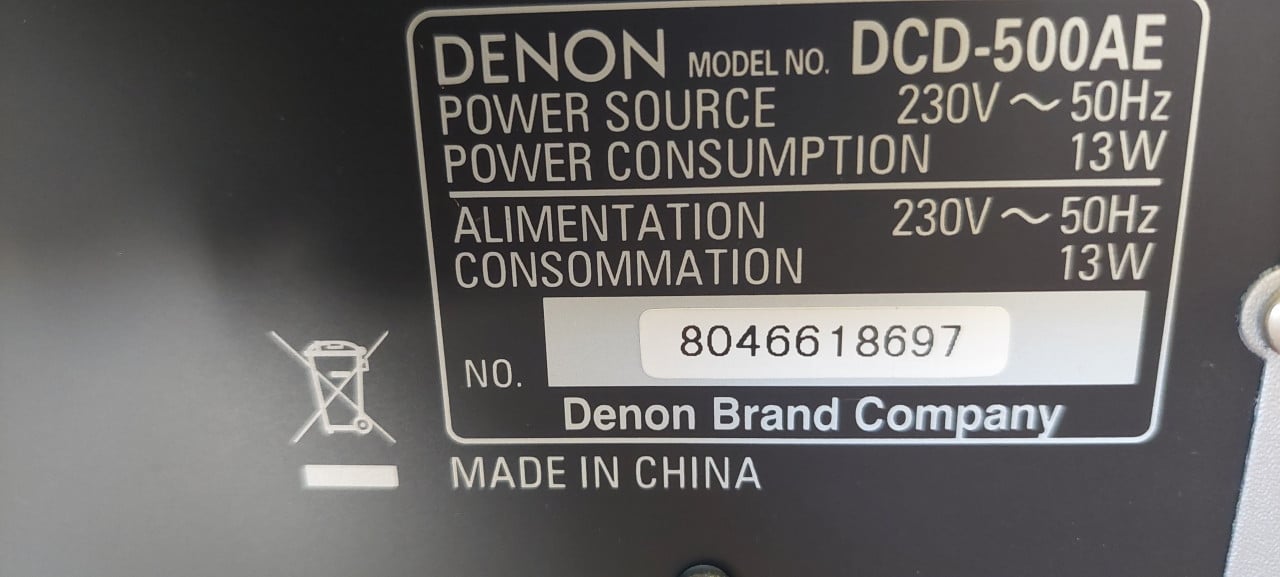 DENON MODEL NO. DCD-500AE
POWER SOURCE 230V ~ 50Hz
POWER CONSUMPTION 13W
ALIMENTATION 230V ~ 50Hz
CONSOMMATION 13W
NO. 8046618697
Denon Brand Company
MADE IN CHINA